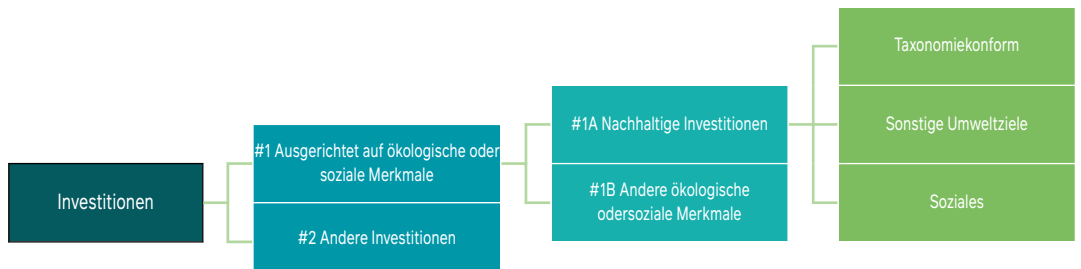 Investitionen
#1 Ausgerichtet auf ökologische oder
soziale Merkmale
#2 Andere Investitionen
#1A Nachhaltige Investitionen
#1B Andere ökologische
odersoziale Merkmale
Taxonomiekonform
Sonstige Umweltziele
Soziales